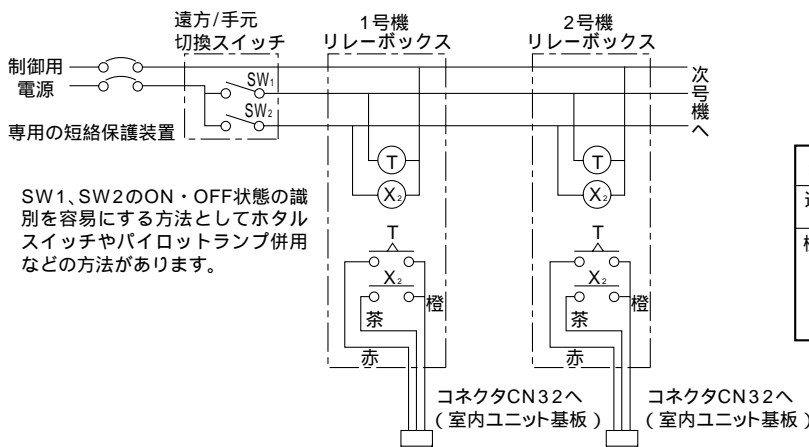 遠方/手元
切換スイッチ
1号機
リレーボックス
2号機
リレーボックス
制御用
電源
SW1
SW2
専用の短絡保護装置
次号機へ
SW1、SW2のON・OFF状態の識
別を容易にする方法としてホタル
スイッチやパイロットランプ併用
などの方法があります。
T
X2
T
X2
茶
橙
赤
T
X2
T
X2
茶
橙
赤
コネクタCN32へ
(室内ユニット基板)
コネクタCN32へ
(室内ユニット基板)